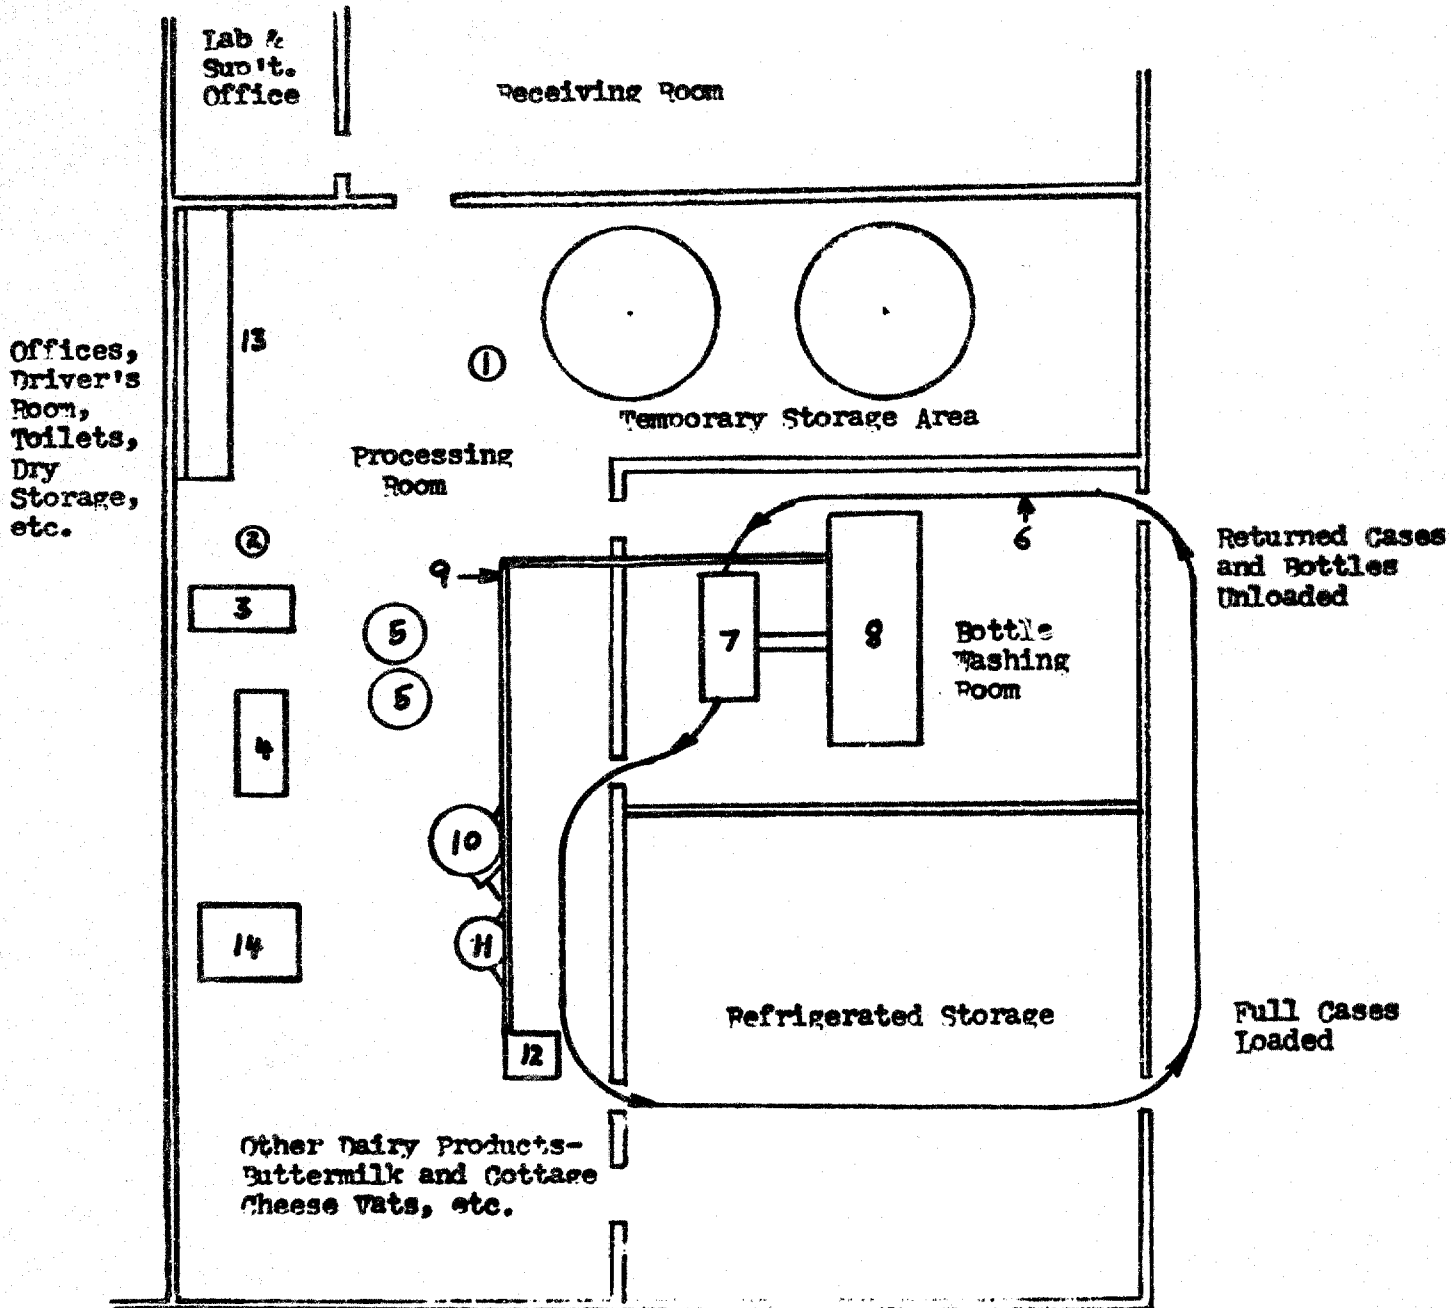 Lab &
Sup't.
Office
Receiving Room
13
Offices,
Driver's
Room,
Toilets,
Dry
Storage,
etc.
1
Temporary Storage Area
Processing
Room
2
6
Returned Cases
and Bottles
Unloaded
9
3
5
7
8
Bottle
Washing
Room
5
4
10
14
11
Refrigerated Storage
Full Cases
Loaded
12
Other Dairy Products-
Buttermilk and Cottage
Cheese Vats, etc.